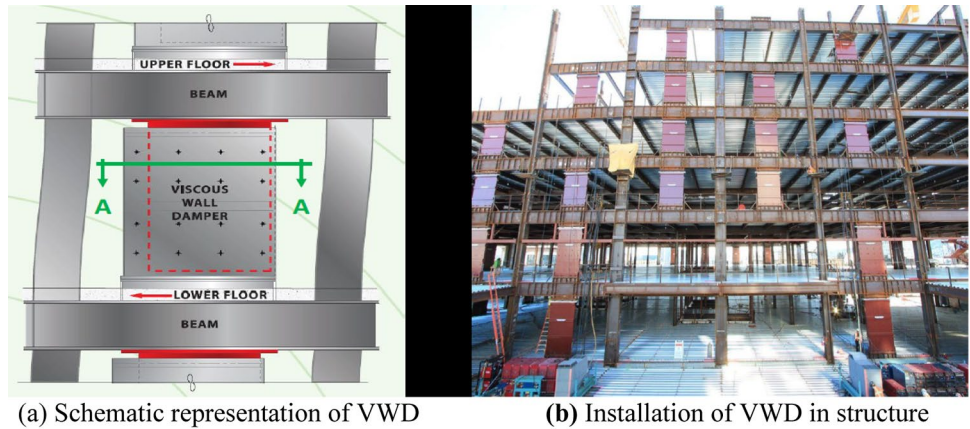 UPPER FLOOR
BEAM
VISCOUS
WALL
DAMPER
A
A
LOWER FLOOR
BEAM
(a) Schematic representation of VWD
(b) Installation of VWD in structure